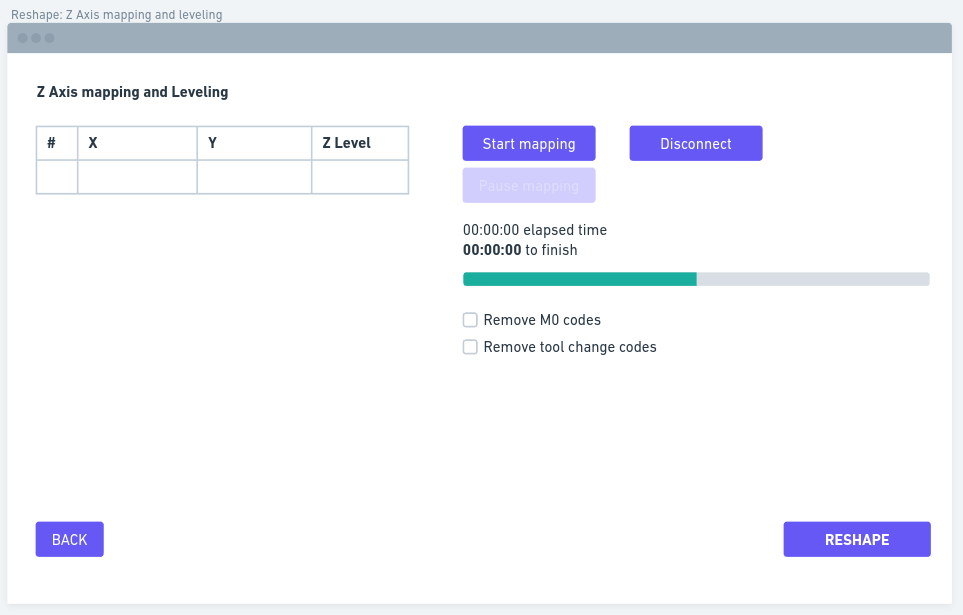 Reshape: Z Axis mapping and leveling
Z Axis mapping and Leveling
# X Y Z Level
Start mapping
Disconnect
Pause mapping
00:00:00 elapsed time
00:00:00 to finish
Remove M0 codes
Remove tool change codes
BACK
RESHAPE